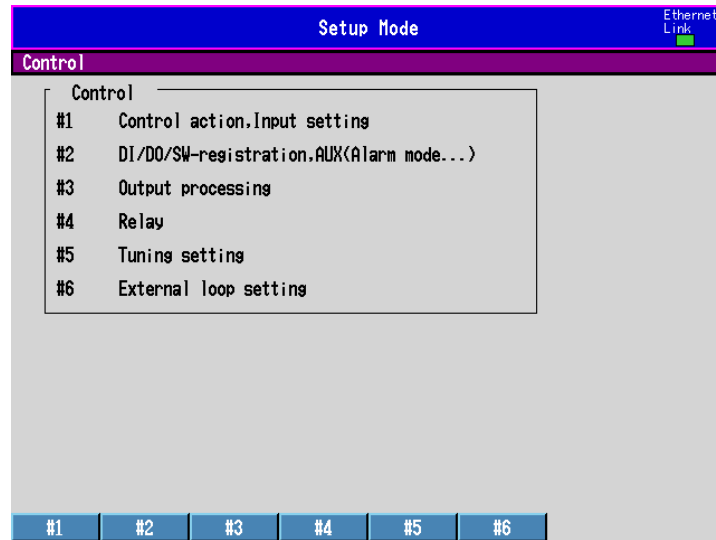 Setup Mode
Ethernet
Link
Control
Control
#1 Control action,Input setting
#2 DI/DO/SW-registration,AUX(Alarm mode...)
#3 Output processing
#4 Relay
#5 Tuning setting
#6 External loop setting
#1 #2 #3 #4 #5 #6